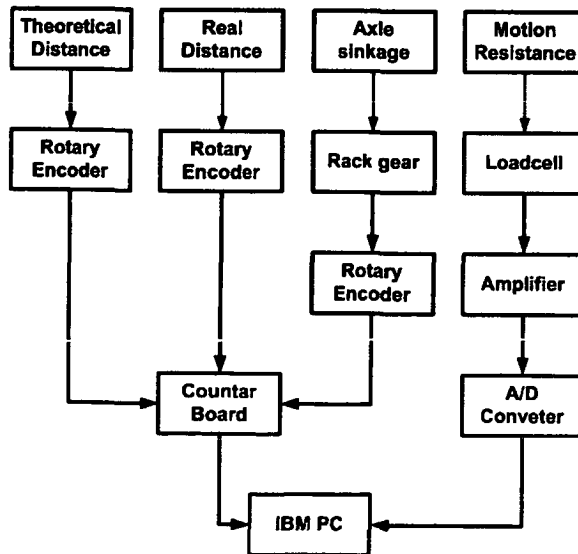 Theoretical
Distance
Real
Distance
Axle
sinkage
Motion
Resistance
Rotary
Encoder
Rotary
Encoder
Rack gear
Loadcell
Rotary
Encoder
Amplifier
Countar
Board
A/D
Conveter
IBM PC